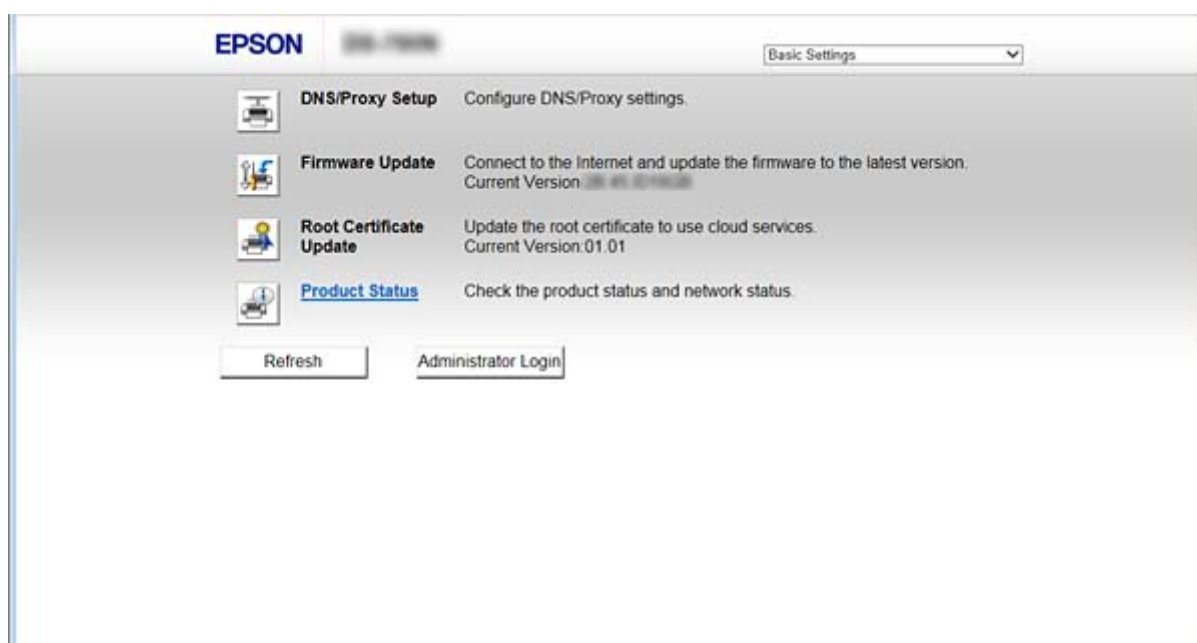 EPSON
Basic Settings
DNS/Proxy Setup
Configure DNS/Proxy settings.
Firmware Update
Connect to the Internet and update the firmware to the latest version.
Current Version:
Root Certificate
Update
Update the root certificate to use cloud services.
Current Version:01.01
Product Status
Check the product status and network status.
Refresh
Administrator Login